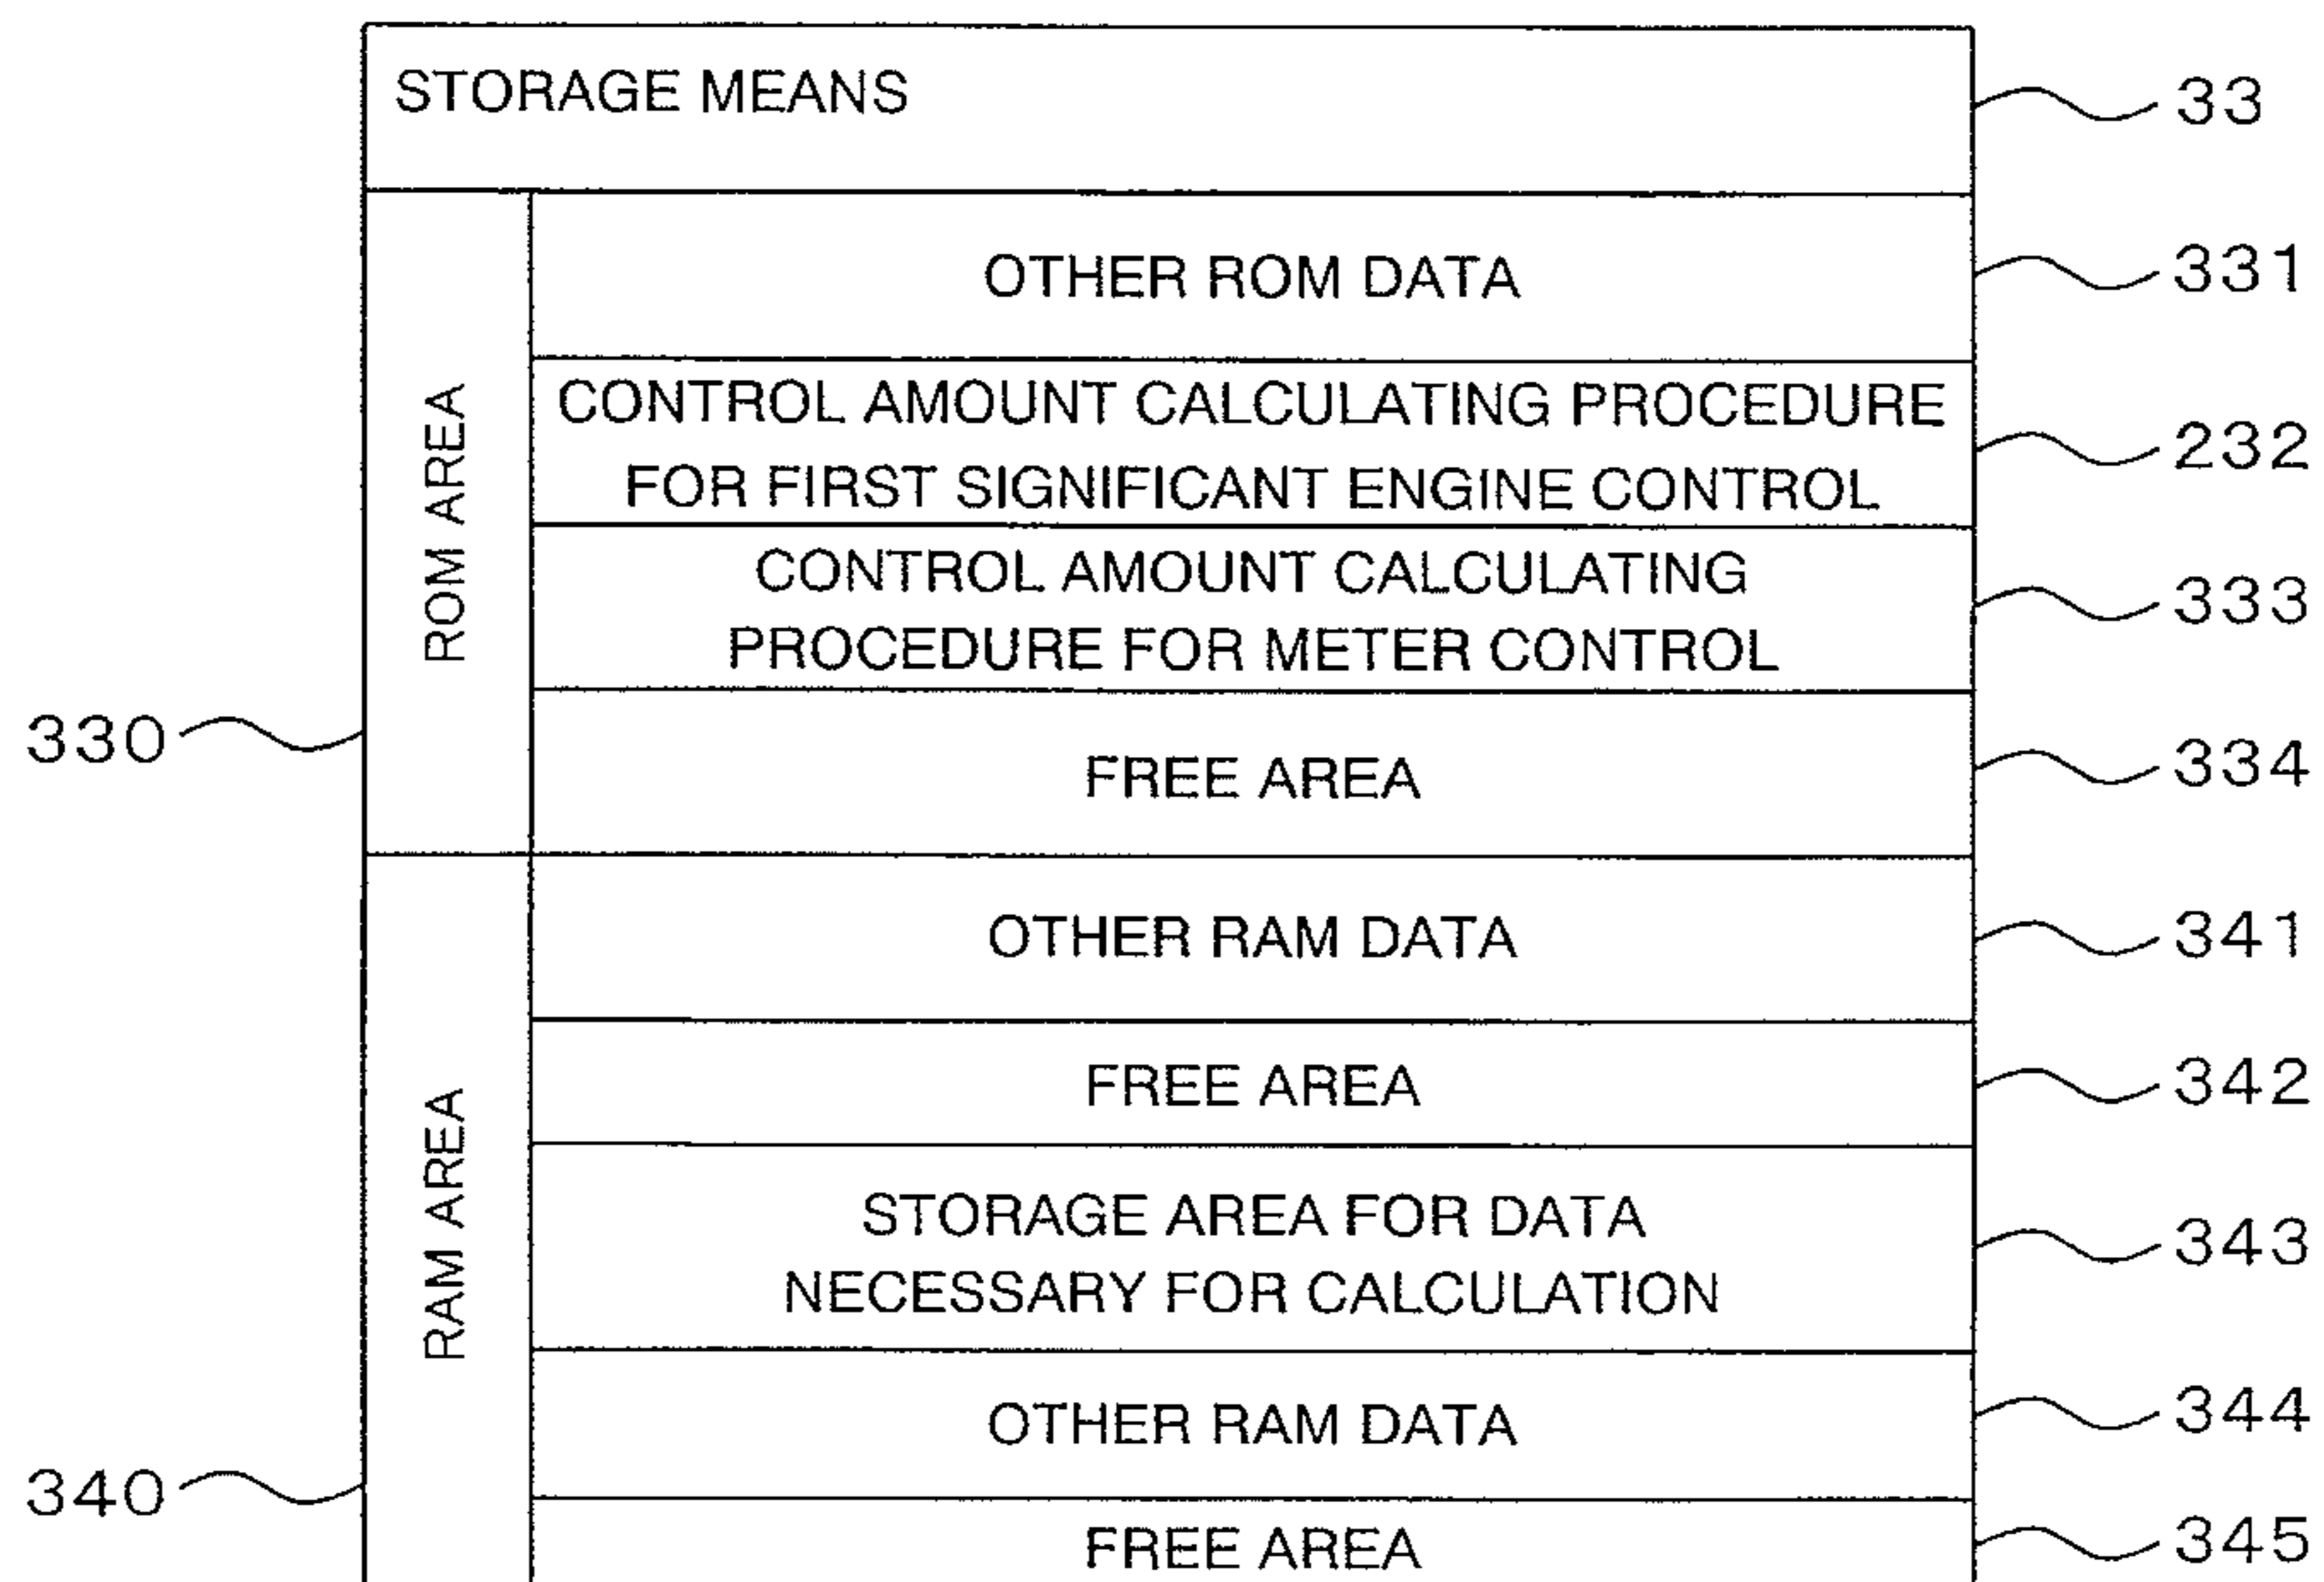 STORAGE MEANS
33
ROM AREA
330
OTHER ROM DATA
331
CONTROL AMOUNT CALCULATING PROCEDURE
FOR FIRST SIGNIFICANT ENGINE CONTROL
232
CONTROL AMOUNT CALCULATING
PROCEDURE FOR METER CONTROL
333
FREE AREA
334
RAM AREA
340
OTHER RAM DATA
341
FREE AREA
342
STORAGE AREA FOR DATA
NECESSARY FOR CALCULATION
343
OTHER RAM DATA
344
FREE AREA
345